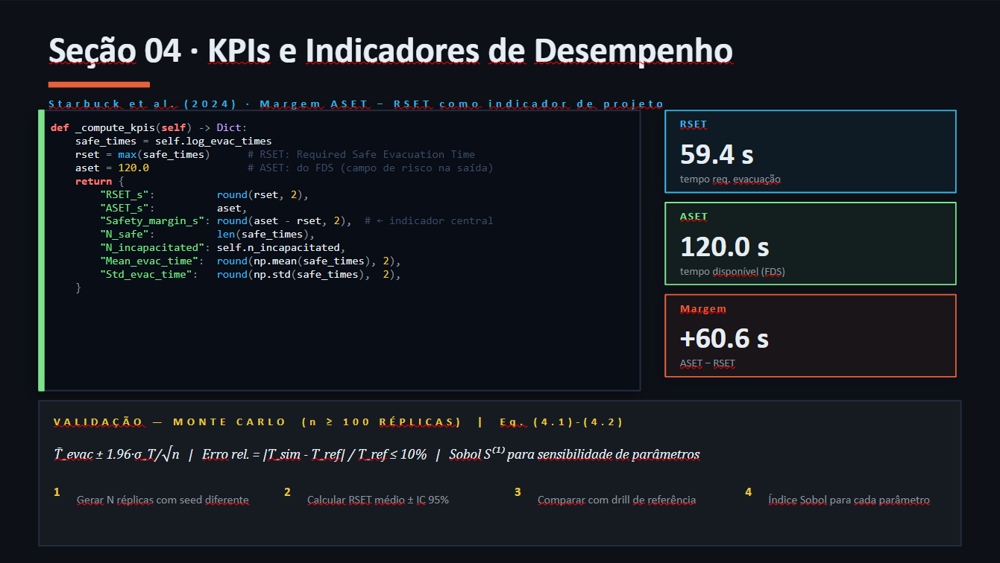 Seção 04 · KPIs e Indicadores de Desempenho
Starbuck et al. (2024) · Margem ASET − RSET como indicador de projeto
def _compute_kpis(self) -> Dict:
    safe_times = self.log_evac_times
    rset = max(safe_times)      # RSET: Required Safe Evacuation Time
    aset = 120.0                # ASET: do FDS (campo de risco na saída)
    return {
        "RSET_s":          round(rset, 2),
        "ASET_s":          aset,
        "Safety_margin_s": round(aset - rset, 2),  # ← indicador central
        "N_safe":          len(safe_times),
        "N_incapacitated": self.n_incapacitated,
        "Mean_evac_time":  round(np.mean(safe_times), 2),
        "Std_evac_time":   round(np.std(safe_times),  2),
    }
RSET
59.4 s
tempo req. evacuação
ASET
120.0 s
tempo disponível (FDS)
Margem
+60.6 s
ASET − RSET
VALIDAÇÃO — MONTE CARLO (n ≥ 100 RÉPLICAS) | Eq. (4.1)-(4.2)
T̄_evac ± 1.96·σ_T/√n | Erro rel. = |T_sim - T_ref| / T_ref ≤ 10% | Sobol S⁽¹⁾ para sensibilidade de parâmetros
1 Gerar N réplicas com seed diferente
2 Calcular RSET médio ± IC 95%
3 Comparar com drill de referência
4 Índice Sobol para cada parâmetro